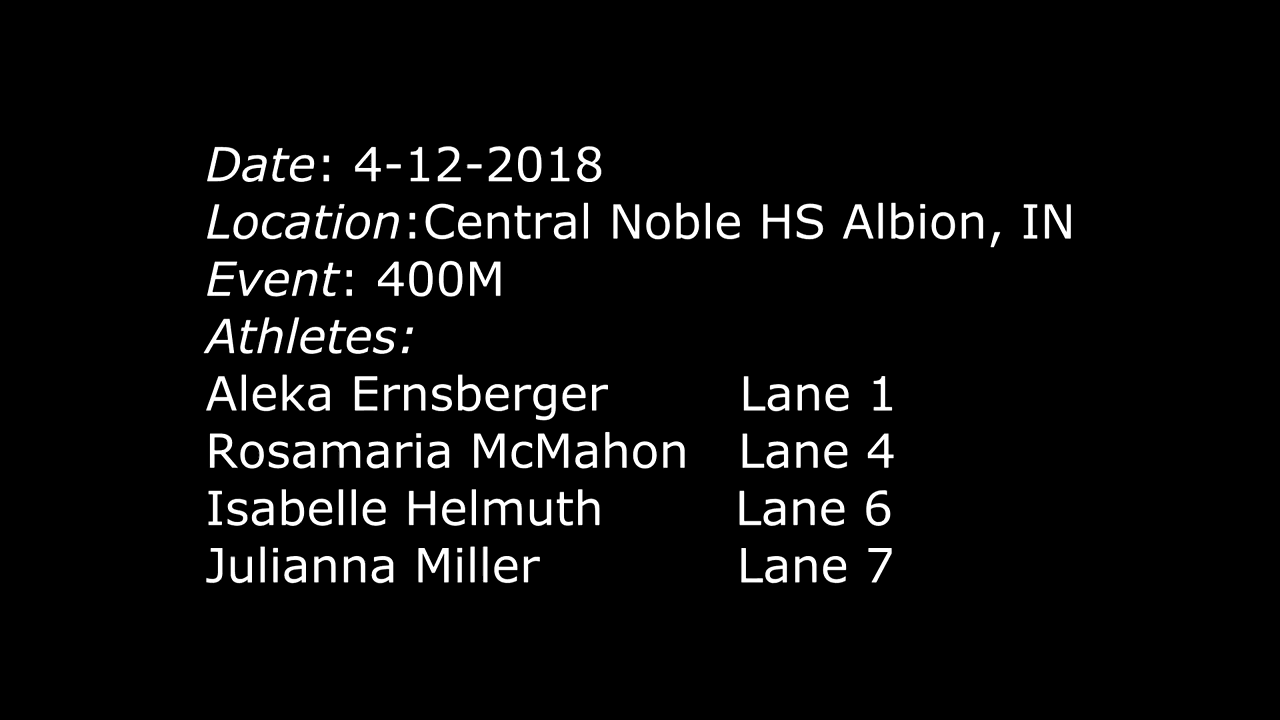 Date: 4-12-2018
Location:Central Noble HS Albion, IN
Event: 400M
Athletes:
Aleka Ernsberger Lane 1
Rosamaria McMahon Lane 4
Isabelle Helmuth Lane 6
Julianna Miller Lane 7